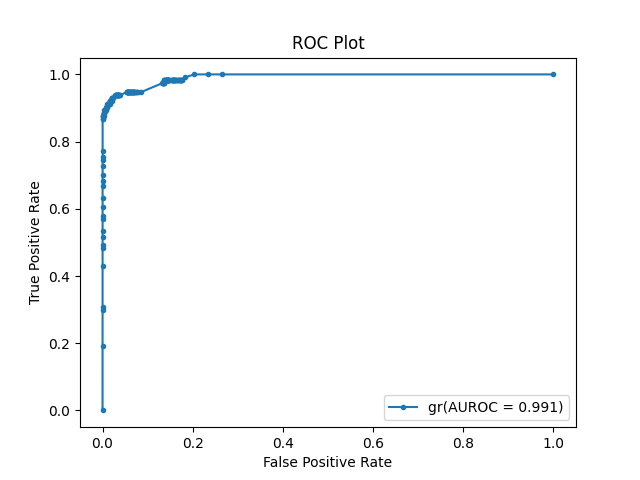 ROC Plot
True Positive Rate
1.0
0.8
0.6
0.4
0.2
0.0
gr(AUROC = 0.991)
0.0 0.2 0.4 0.6 0.8 1.0
False Positive Rate